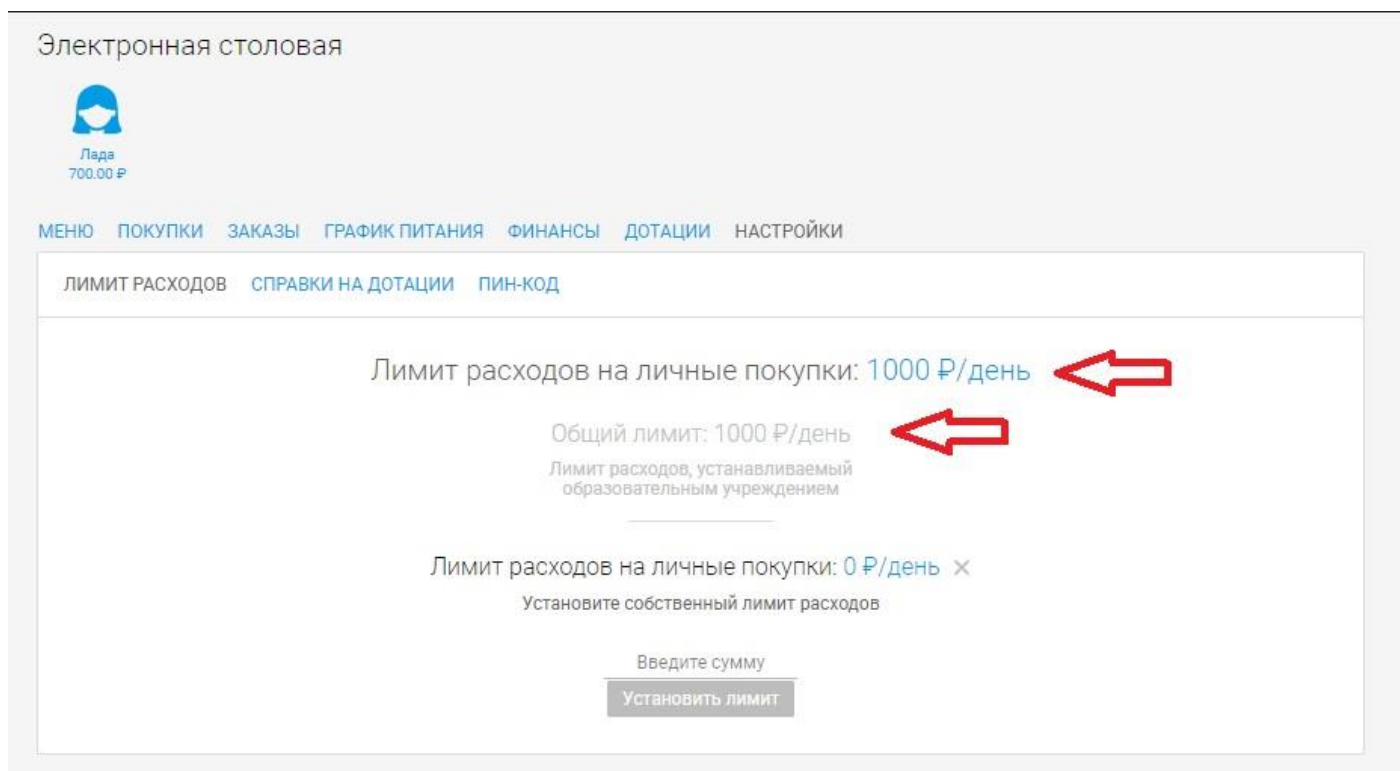 Электронная столовая
Лада
700.00 ₽
МЕНЮ ПОКУПКИ ЗАКАЗЫ ГРАФИК ПИТАНИЯ ФИНАНСЫ ДОТАЦИИ НАСТРОЙКИ
ЛИМИТ РАСХОДОВ СПРАВКИ НА ДОТАЦИИ ПИН-КОД
Лимит расходов на личные покупки: 1000 ₽/день
Общий лимит: 1000 ₽/день
Лимит расходов, устанавливаемый
образовательным учреждением
Лимит расходов на личные покупки: 0 ₽/день ×
Установите собственный лимит расходов
Введите сумму
Установить лимит